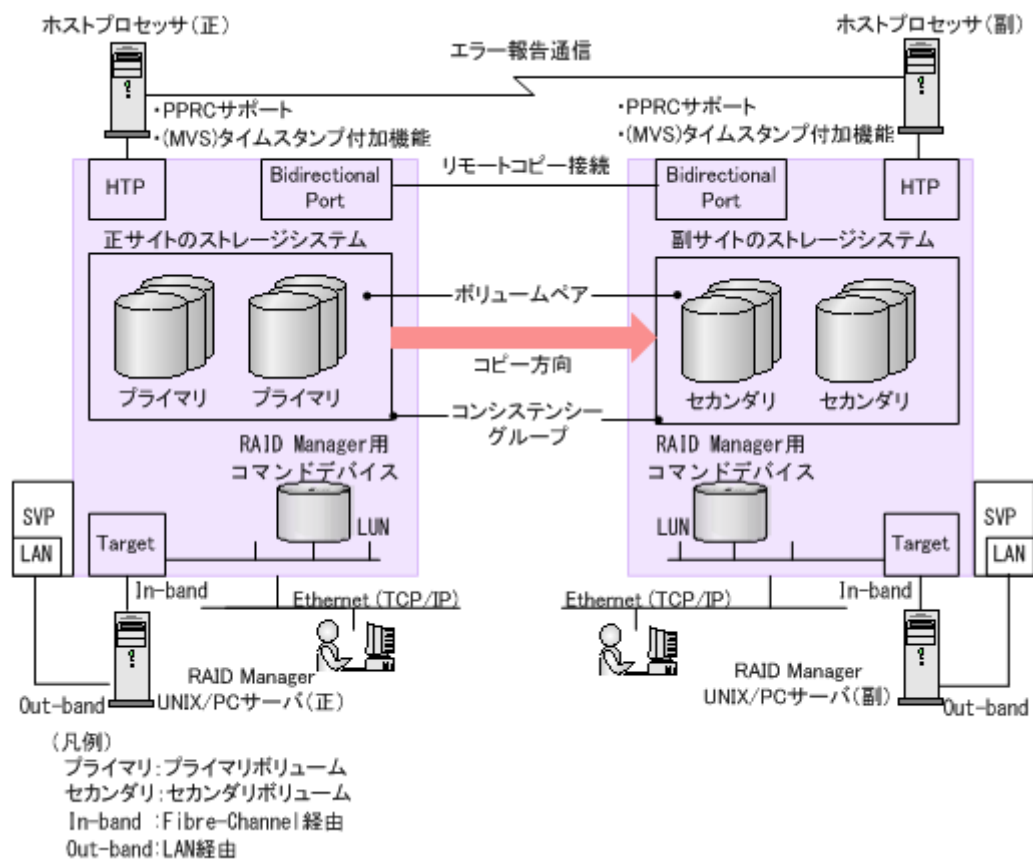 ホストプロセッサ(正)
ホストプロセッサ(副)
エラー報告通信
・PPRCサポート
・(MVS)タイムスタンプ付加機能
・PPRCサポート
・(MVS)タイムスタンプ付加機能
HTP
Bidirectional
Port
リモートコピー接続
Bidirectional
Port
HTP
正サイトのストレージシステム
副サイトのストレージシステム
ボリュームペア
コピー方向
プライマリ
プライマリ
セカンダリ
セカンダリ
コンシステンシー
グループ
RAID Manager用
コマンドデバイス
RAID Manager用
コマンドデバイス
SVP
LAN
Target
LUN
LUN
Target
SVP
LAN
In-band
Ethernet (TCP/IP)
Ethernet (TCP/IP)
In-band
RAID Manager
UNIX/PCサーバ(正)
Out-band
RAID Manager
UNIX/PCサーバ(副)
Out-band
(凡例)
プライマリ:プライマリボリューム
セカンダリ:セカンダリボリューム
In-band :Fibre-Channel経由
Out-band:LAN経由